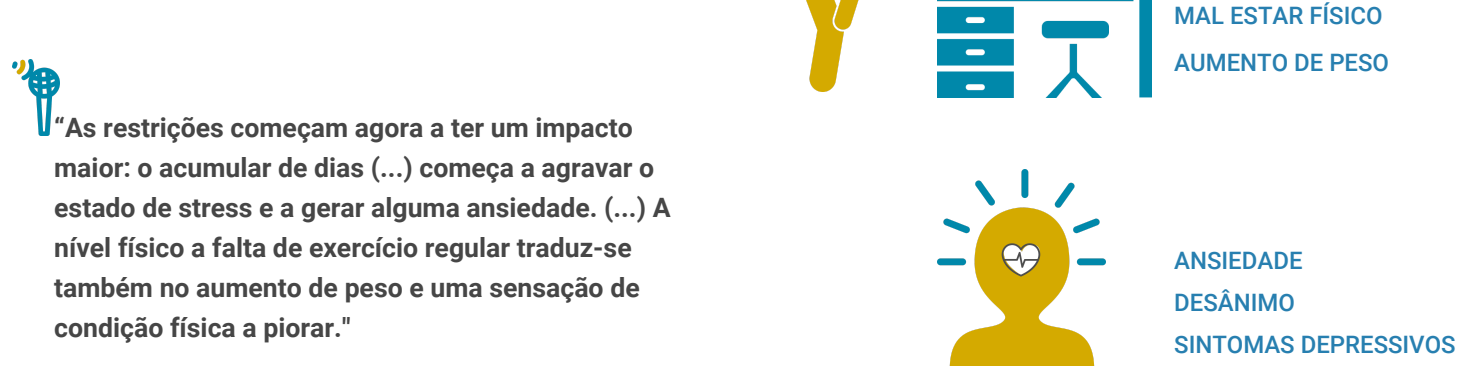 “As restrições começam agora a ter um impacto
maior: o acumular de dias (...) começa a agravar o
estado de stress e a gerar alguma ansiedade. (...) A
nível físico a falta de exercício regular traduz-se
também no aumento de peso e uma sensação de
condição física a piorar."
MAL ESTAR FÍSICO
AUMENTO DE PESO
ANSIEDADE
DESÂNIMO
SINTOMAS DEPRESSIVOS